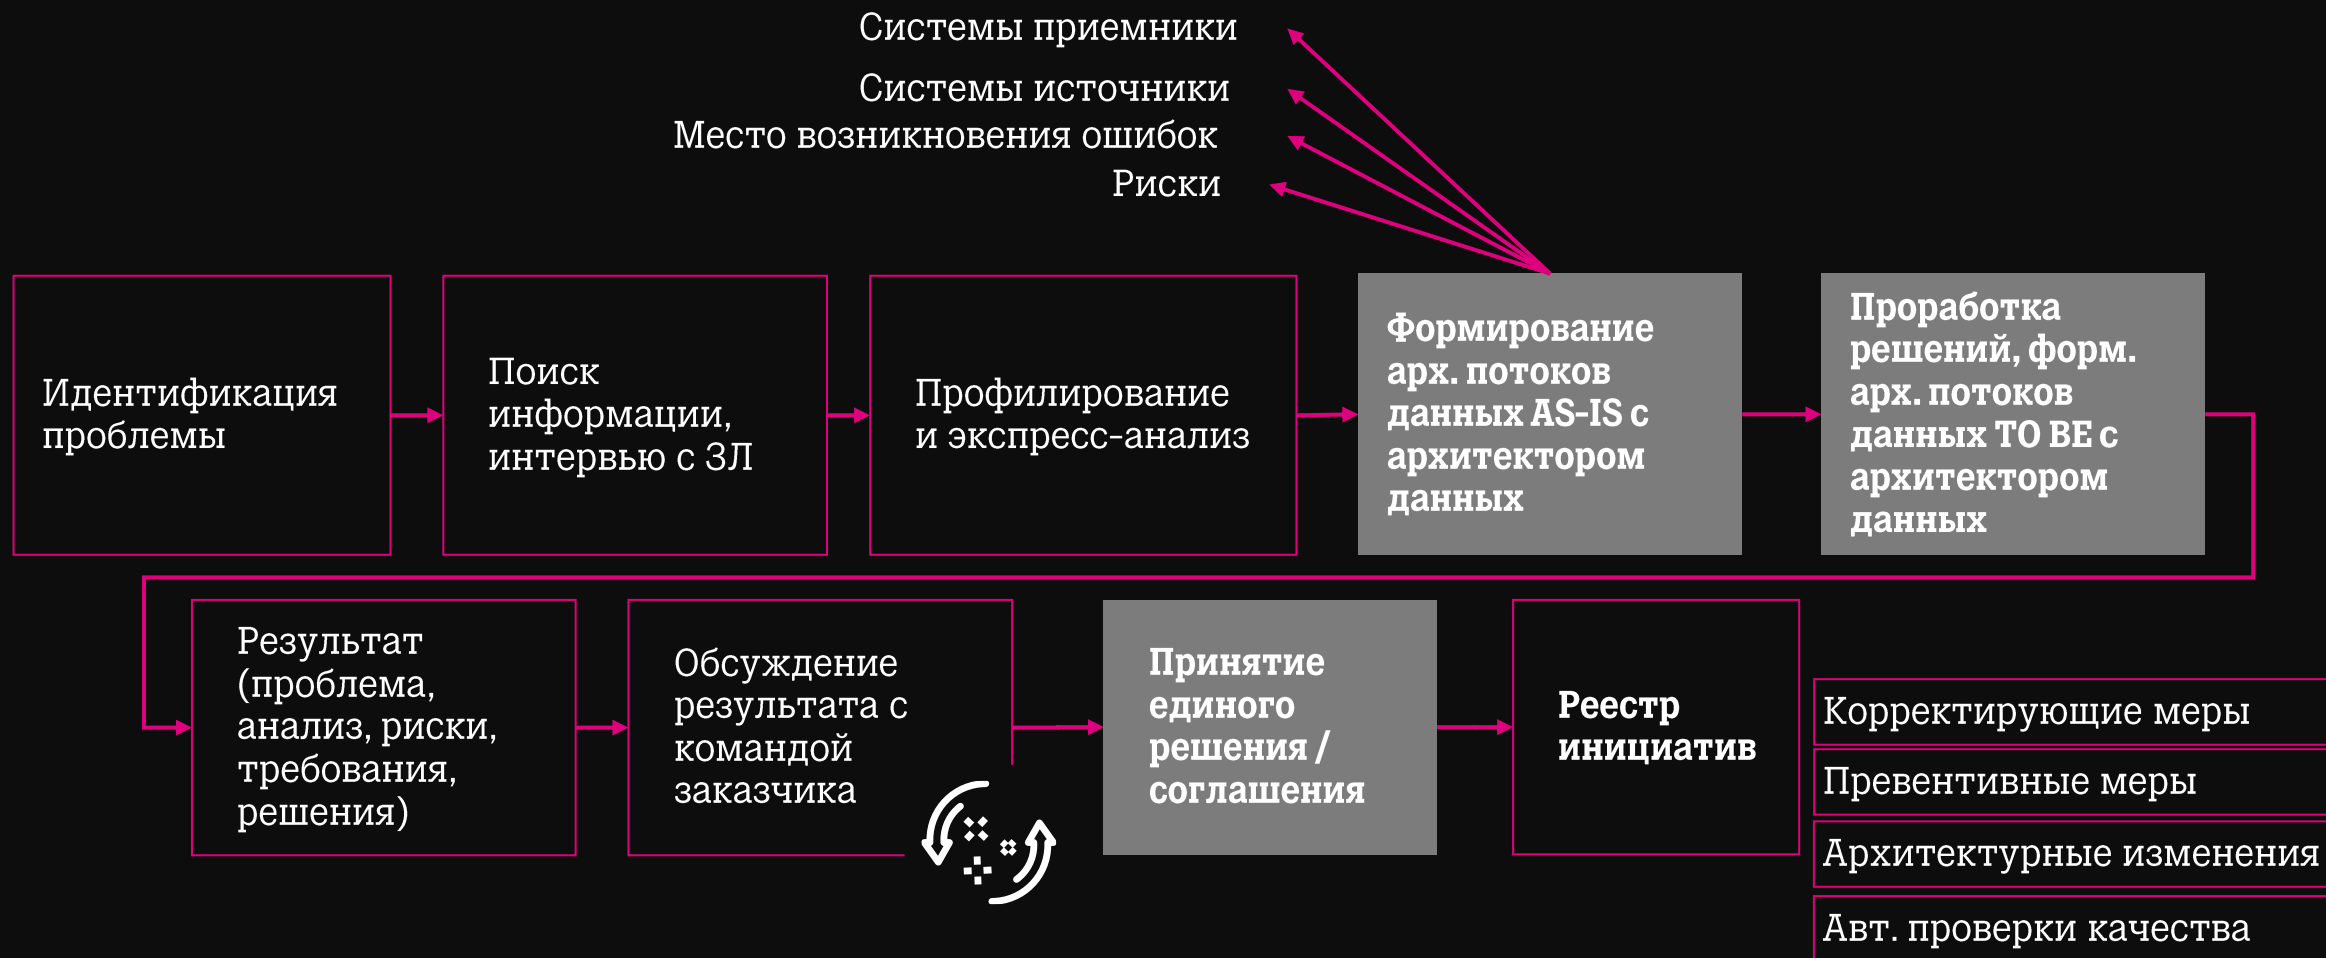 Системы приемники
Системы источники
Место возникновения ошибок
Риски
Идентификация
проблемы
Поиск
информации,
интервью с ЗЛ
Профилирование
и экспресс-анализ
Формирование
арх. потоков
данных AS-IS с
архитектором
данных
Проработка
решений, форм.
арх. потоков
данных TO BE с
архитектором
данных
Результат
(проблема,
анализ, риски,
требования,
решения)
Обсуждение
результата с
командой
заказчика
Принятие
единого
решения /
соглашения
Реестр
инициатив
Корректирующие меры
Превентивные меры
Архитектурные изменения
Авт. проверки качества